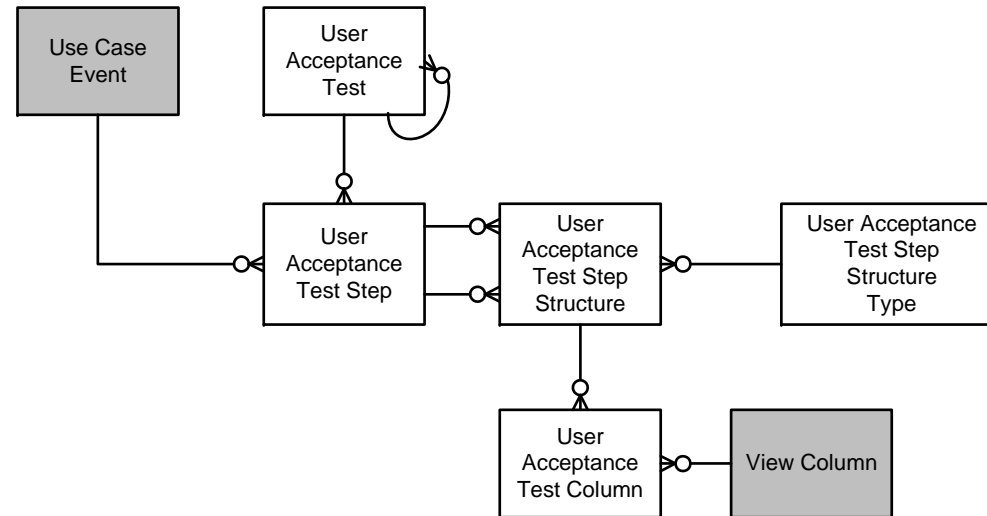 Use Case
Event
User
Acceptance
Test
User
Acceptance
Test Step
User
Acceptance
Test Step
Structure
User Acceptance
Test Step
Structure
Type
User
Acceptance
Test Column
View Column